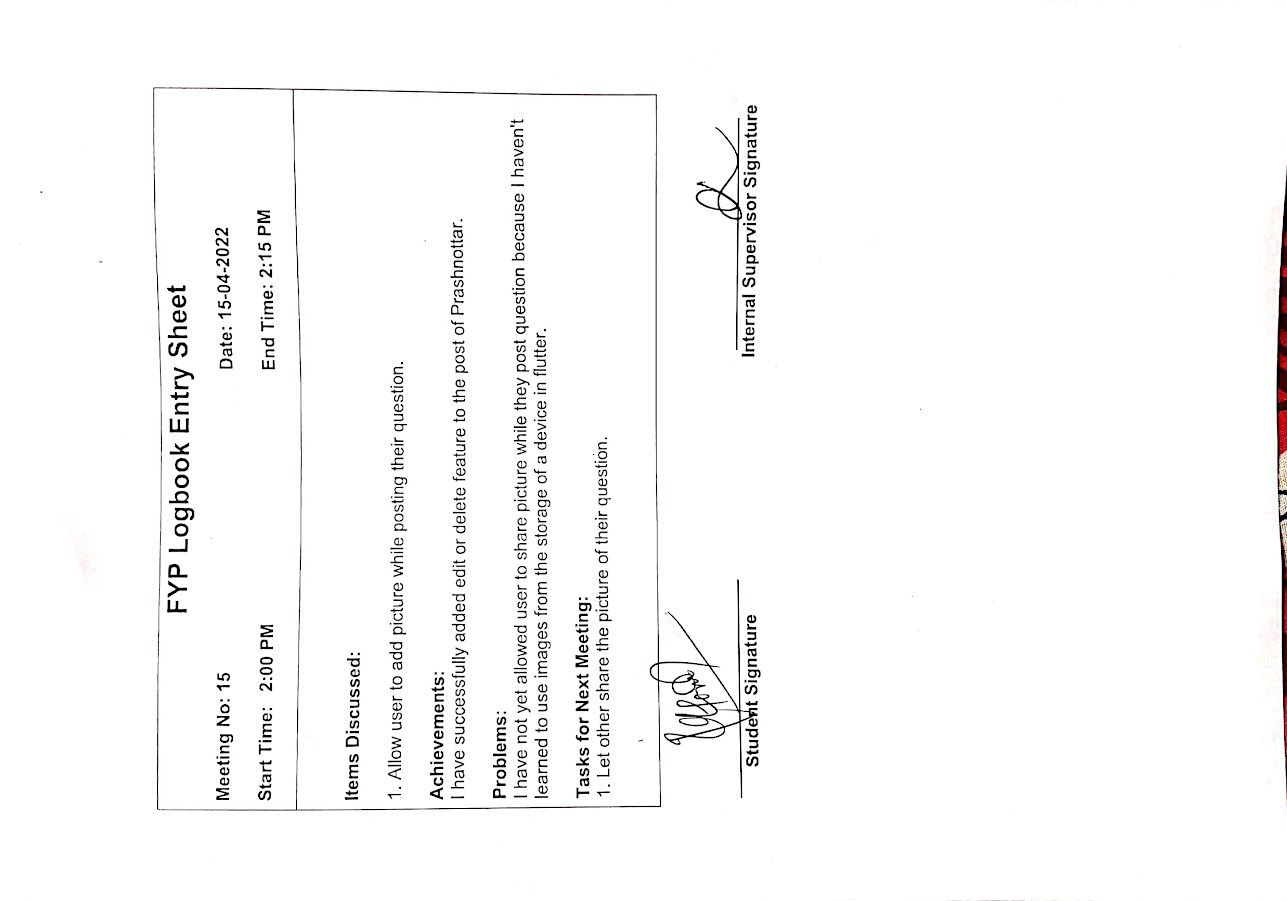 FYP Logbook Entry Sheet
Meeting No: 15 Date: 15-04-2022
Start Time: 2:00 PM End Time: 2:15 PM
Items Discussed:
1. Allow user to add picture while posting their question.
Achievements:
I have successfully added edit or delete feature to the post of Prashnottar.
Problems:
I have not yet allowed user to share picture while they post question because I haven't
learned to use images from the storage of a device in flutter.
Tasks for Next Meeting:
1. Let other share the picture of their question.
Student Signature Internal Supervisor Signature